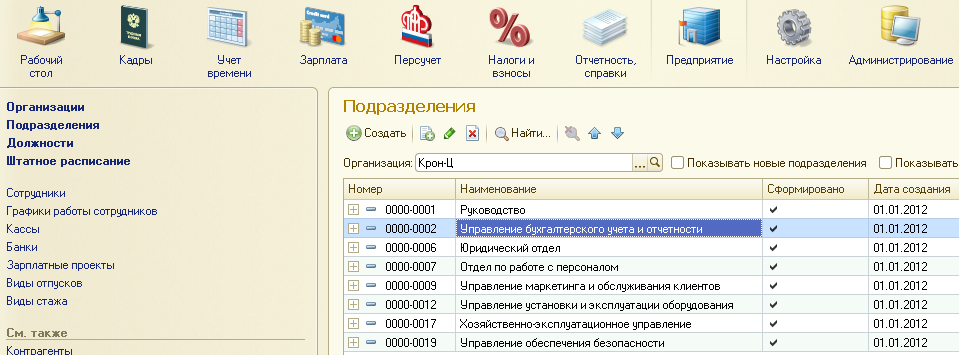 Рабочий стол
Кадры
Учет времени
Зарплата
Персучет
Налоги и взносы
Отчетность, справки
Предприятие
Настройка
Администрирование
Организации
Подразделения
Должности
Штатное расписание
Сотрудники
Графики работы сотрудников
Кассы
Банки
Зарплатные проекты
Виды отпусков
Виды стажа
См. также
Контрагенты
Подразделения
Создать Найти...
Организация: Крон-Ц ... Показывать новые подразделения Показывать
Номер Наименование Сформировано Дата создания
0000-0001 Руководство 01.01.2012
0000-0002 Управление бухгалтерского учета и отчетности 01.01.2012
0000-0006 Юридический отдел 01.01.2012
0000-0007 Отдел по работе с персоналом 01.01.2012
0000-0009 Управление маркетинга и обслуживания клиентов 01.01.2012
0000-0012 Управление установки и эксплуатации оборудования 01.01.2012
0000-0017 Хозяйственно-эксплуатационное управление 01.01.2012
0000-0019 Управление обеспечения безопасности 01.01.2012